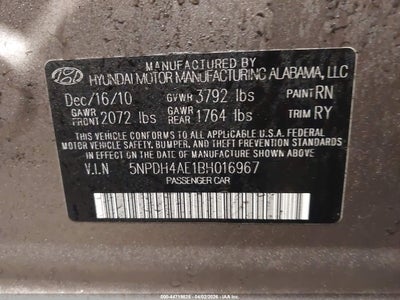 MANUFACTURED BY
HYUNDAI MOTOR MANUFACTURING ALABAMA, LLC
Dec/16/10 GVWR 3792 lbs PAINT RN
GAWR FRONT 2072 lbs GAWR REAR 1764 lbs TRIM RY
THIS VEHICLE CONFORMS TO ALL APPLICABLE U.S.A. FEDERAL
MOTOR VEHICLE SAFETY, BUMPER, AND THEFT PREVENTION
STANDARDS IN EFFECT ON THE DATE OF MANUFACTURE SHOWN ABOVE.
V.I.N 5NPDH4AE1BH016967
PASSENGER CAR